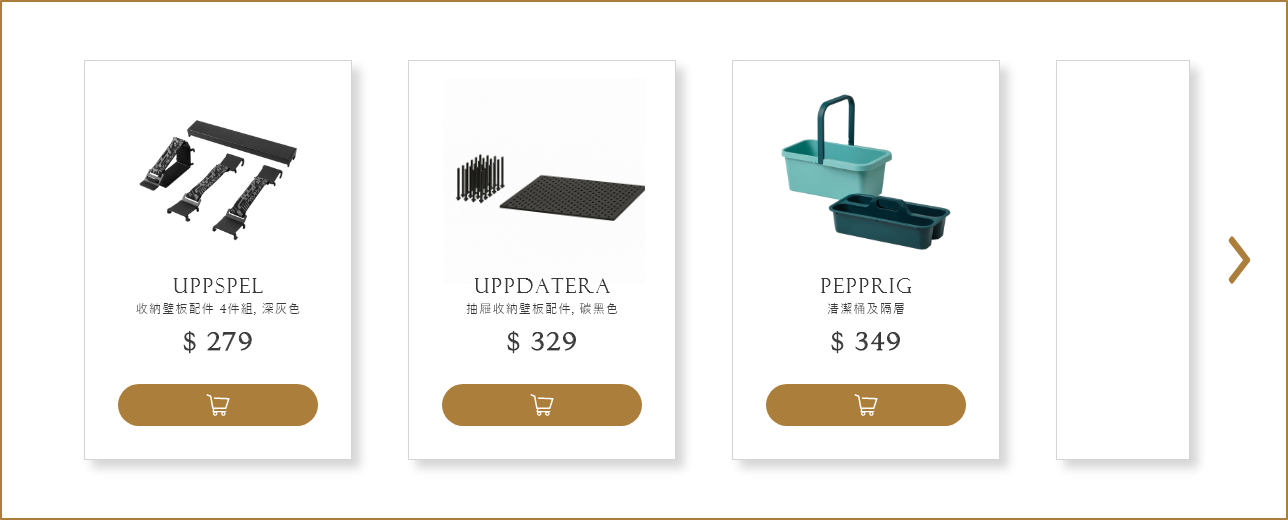 UPPSPEL
收納壁板配件 4件組, 深灰色
$ 279
UPPDATERA
抽屜收納壁板配件, 碳黑色
$ 329
PEPPRIG
清潔桶及隔層
$ 349